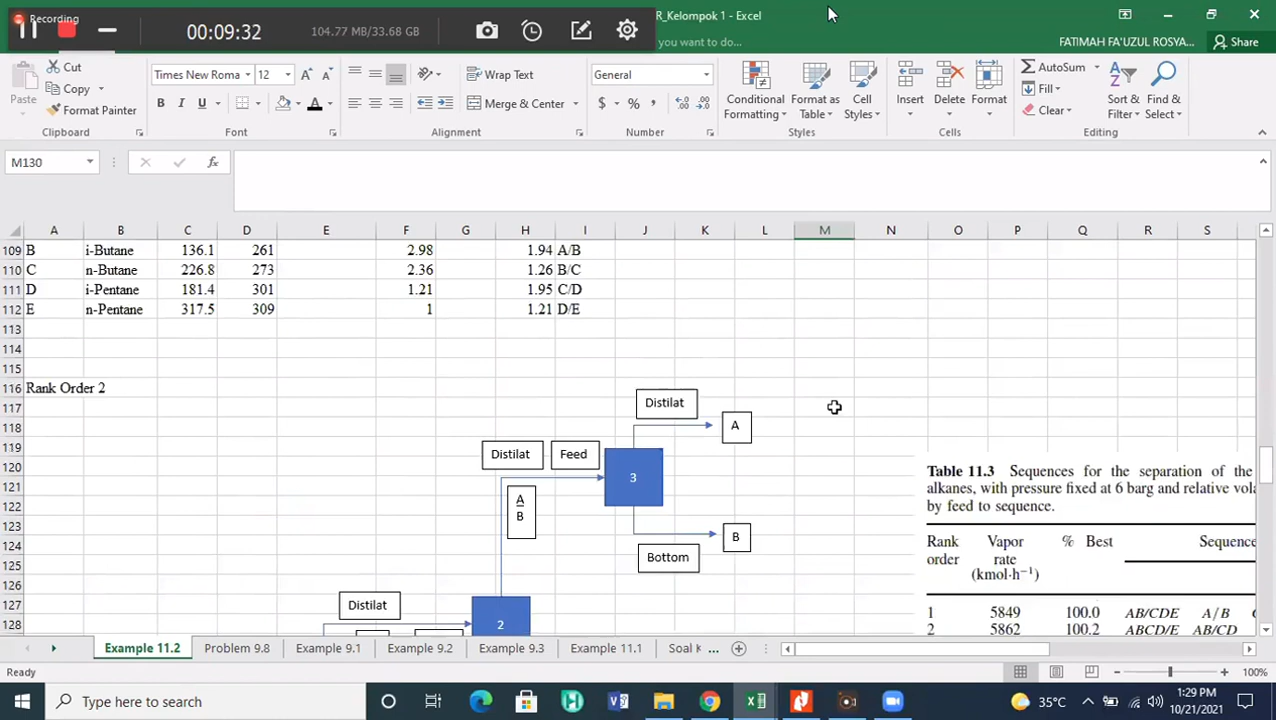 Recording
00:09:32
104.77 MB/33.68 GB
R_Kelompok 1 - Excel
you want to do...
FATIMAH FA'UZUL ROSYA...
Share
Paste
Cut
Copy
Format Painter
Clipboard
Times New Roma
12
B I U
Font
Wrap Text
Merge & Center
Alignment
General
$ % ,
Number
Conditional Formatting
Format as Table
Cell Styles
Styles
Insert
Delete
Format
Cells
AutoSum
Fill
Clear
Sort & Filter
Find & Select
Editing
M130
fx
A B C D E F G H I J K L M N O P Q R S
109 B i-Butane 136.1 261 2.98 1.94 A/B
110 C n-Butane 226.8 273 2.36 1.26 B/C
111 D i-Pentane 181.4 301 1.21 1.95 C/D
112 E n-Pentane 317.5 309 1 1.21 D/E
113
114
115
116 Rank Order 2
117
118
119
120
121
122
123
124
125
126
127
128
Distilat
A
Distilat
Feed
3
A
B
B
Bottom
Distilat
2
Table 11.3 Sequences for the separation of the
alkanes, with pressure fixed at 6 barg and relative vola
by feed to sequence.
Rank order
Vapor rate (kmol·h⁻¹)
% Best
Sequence
1 5849 100.0 AB/CDE A/B C
2 5862 100.2 ABCD/E AB/CD
Example 11.2
Problem 9.8
Example 9.1
Example 9.2
Example 9.3
Example 11.1
Soal K ...
Ready
100%
Type here to search
35°C
1:29 PM
10/21/2021